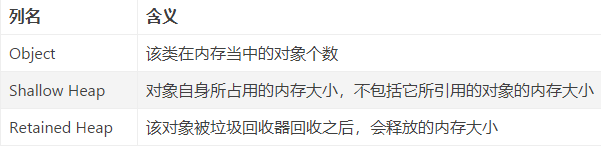 列名 含义
Object 该类在内存当中的对象个数
Shallow Heap 对象自身所占用的内存大小，不包括它所引用的对象的内存大小
Retained Heap 该对象被垃圾回收器回收之后，会释放的内存大小